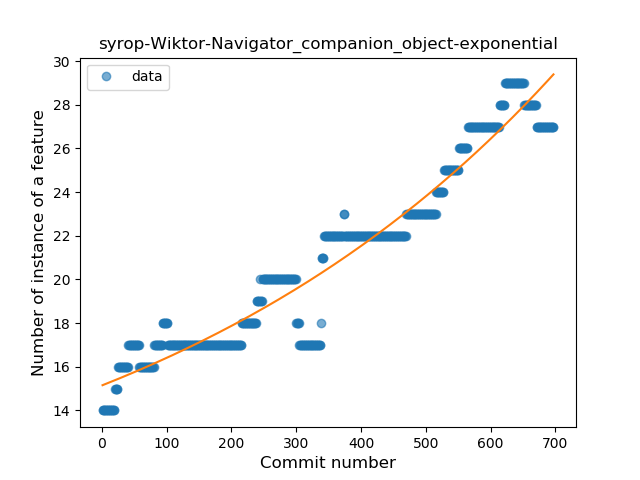 syrop-Wiktor-Navigator_companion_object-exponential
data
Number of instance of a feature
30
28
26
24
22
20
18
16
14
0 100 200 300 400 500 600 700
Commit number